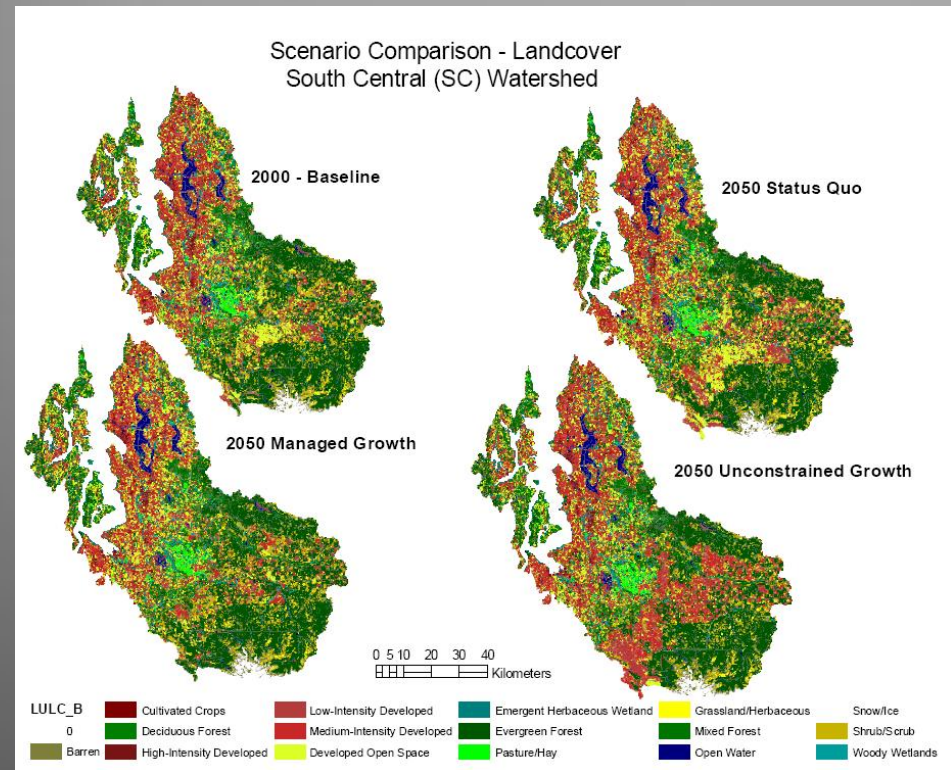 Scenario Comparison - Landcover
South Central (SC) Watershed
2000 - Baseline
2050 Status Quo
2050 Managed Growth
2050 Unconstrained Growth
0 5 10 20 30 40
Kilometers
LULC_B
0
Barren
Cultivated Crops
Deciduous Forest
High-Intensity Developed
Low-Intensity Developed
Medium-Intensity Developed
Developed Open Space
Emergent Herbaceous Wetland
Evergreen Forest
Pasture/Hay
Grassland/Herbaceous
Mixed Forest
Open Water
Snow/Ice
Shrub/Scrub
Woody Wetlands